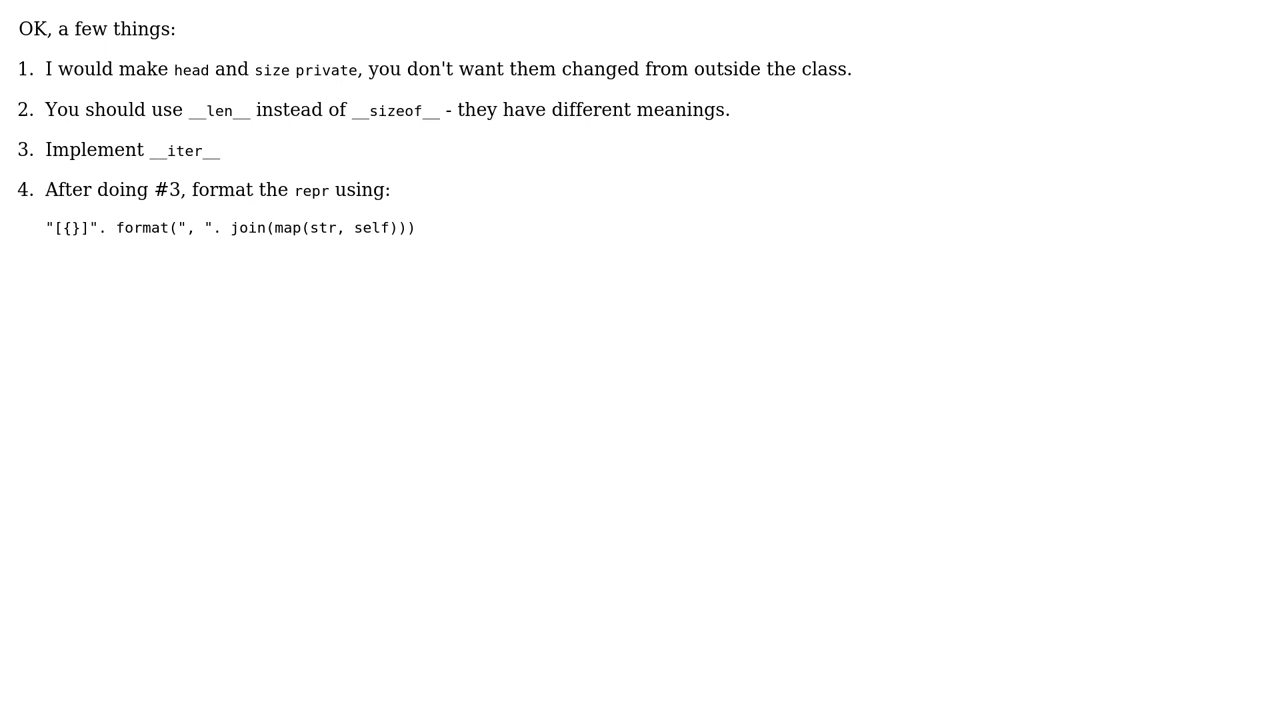 OK, a few things:
1. I would make head and size private, you don't want them changed from outside the class.
2. You should use __len__ instead of __sizeof__ - they have different meanings.
3. Implement __iter__
4. After doing #3, format the repr using:
"[{}]". format(", ". join(map(str, self)))